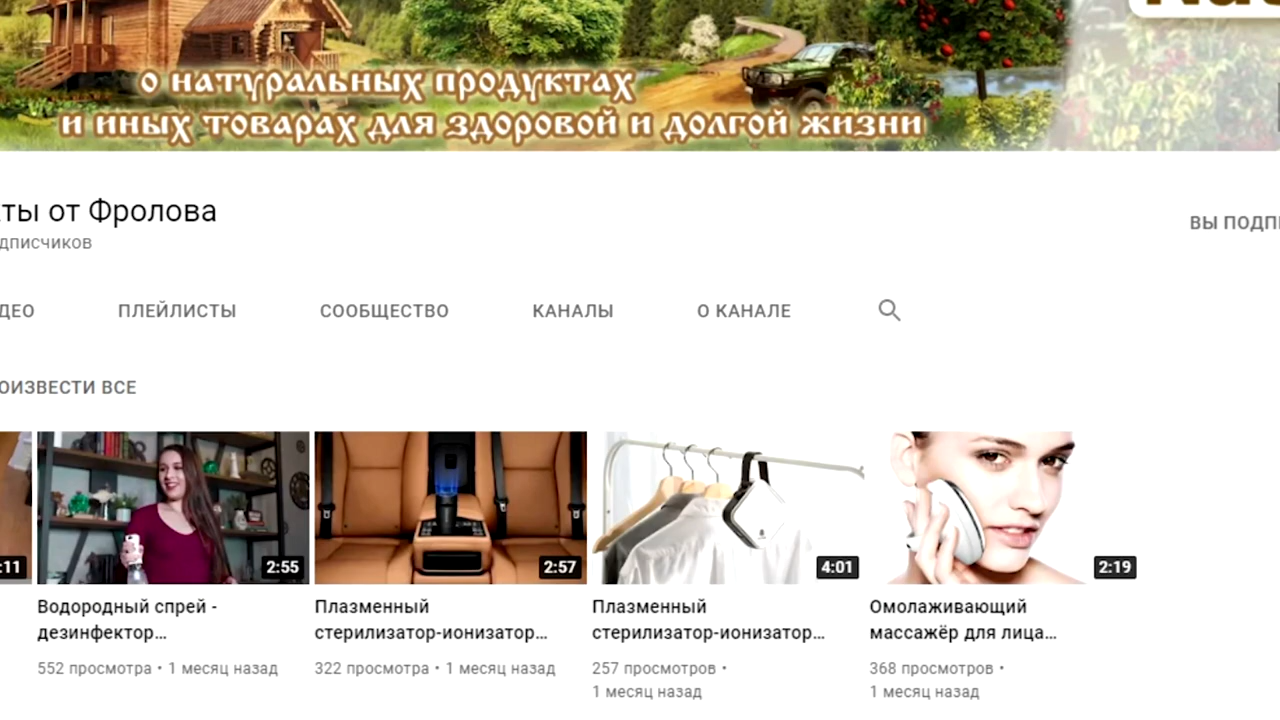 о натуральных продуктах
и иных товарах для здоровой и долгой жизни
ты от Фролова
дписчиков
ВЫ ПОДП
ДЕО ПЛЕЙЛИСТЫ СООБЩЕСТВО КАНАЛЫ О КАНАЛЕ
ОИЗВЕСТИ ВСЕ
:11 2:55 2:57 4:01 2:19
Водородный спрей -
дезинфектор...
552 просмотра • 1 месяц назад
Плазменный
стерилизатор-ионизатор...
322 просмотра • 1 месяц назад
Плазменный
стерилизатор-ионизатор...
257 просмотров •
1 месяц назад
Омолаживающий
массажёр для лица...
368 просмотров •
1 месяц назад